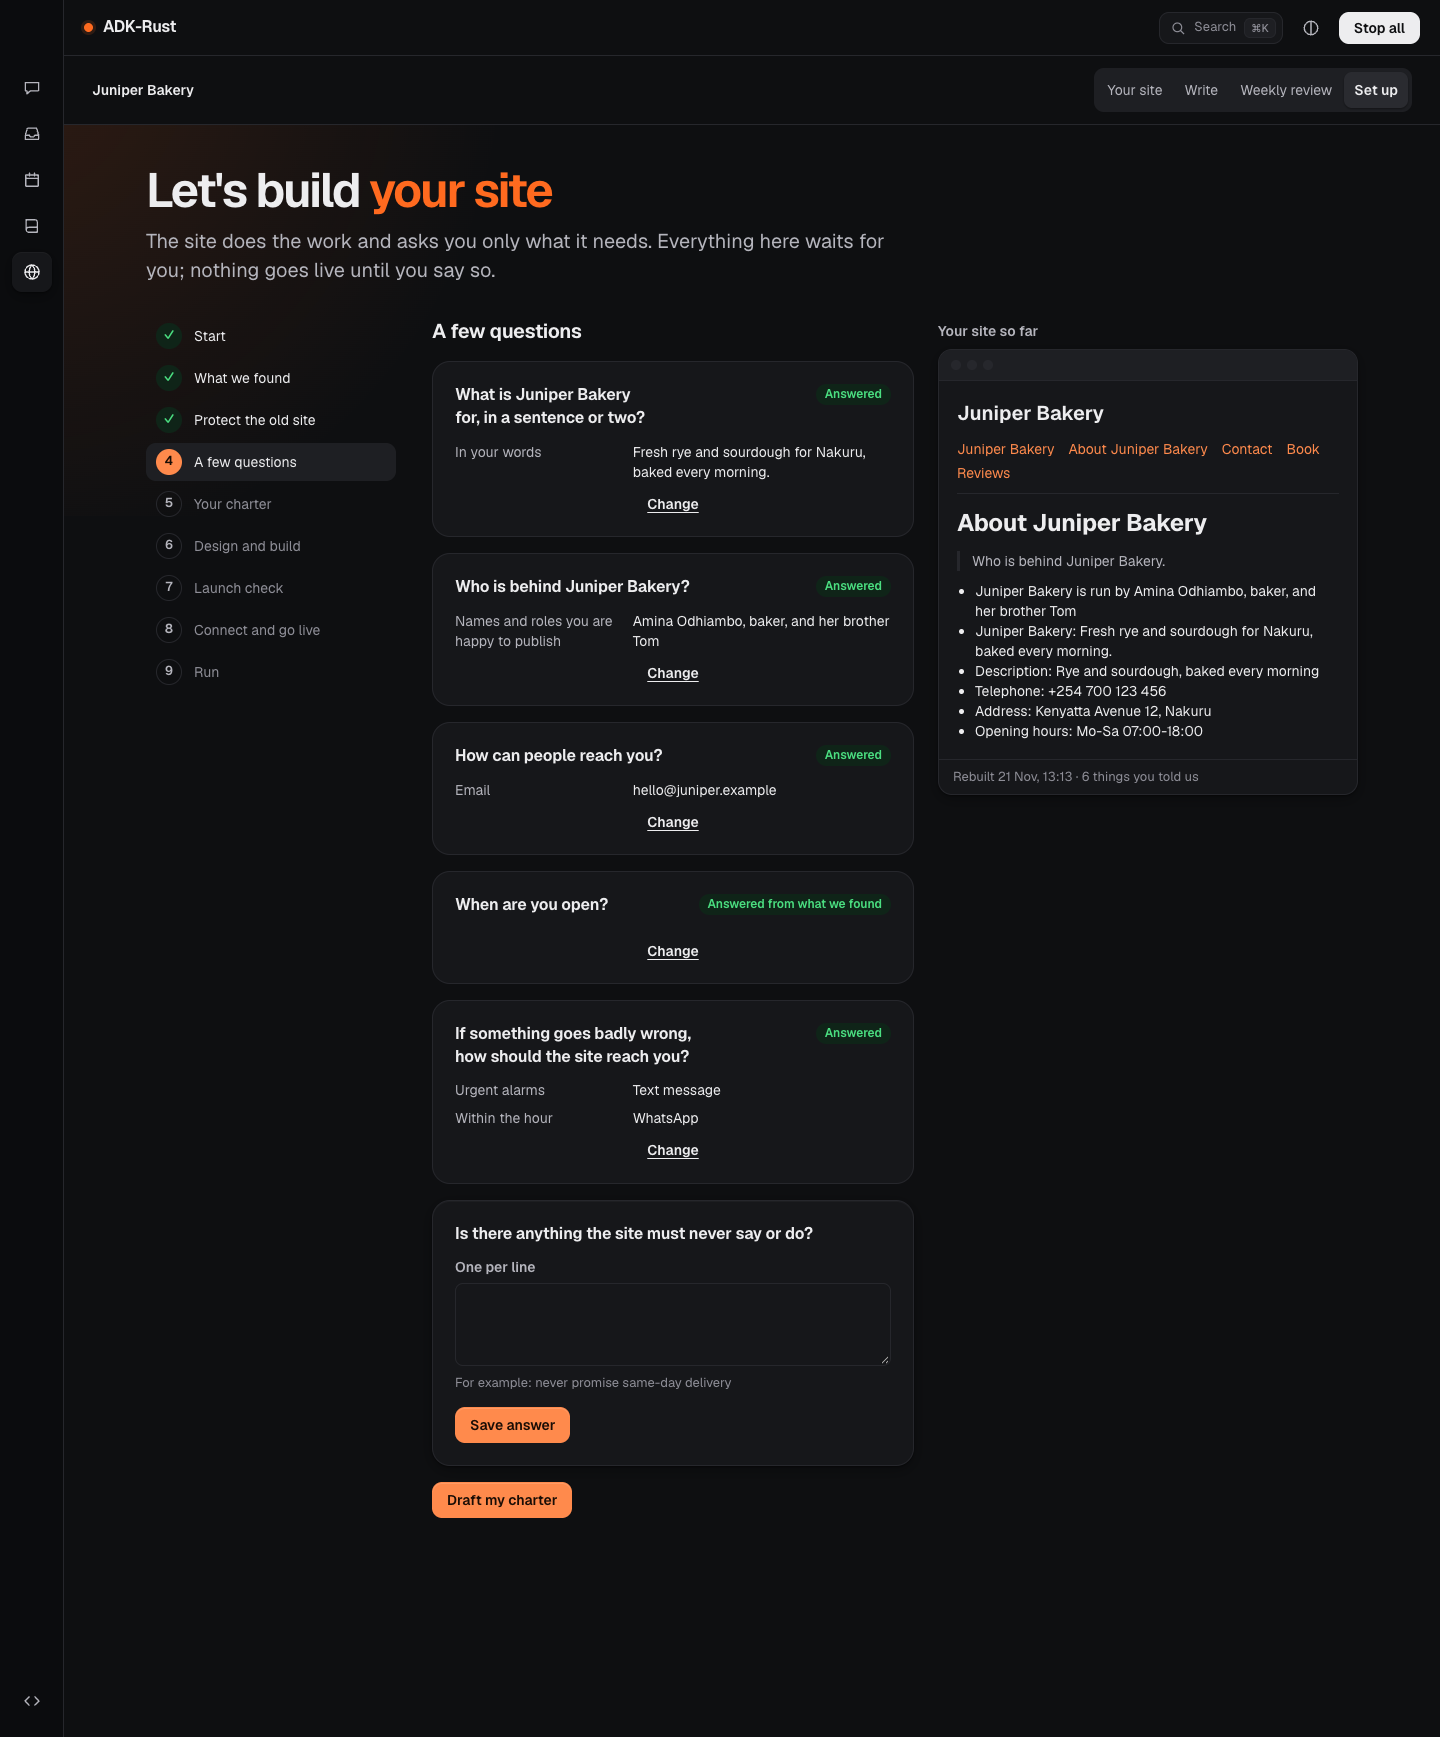 ADK-Rust
Search ⌘K
Stop all
Juniper Bakery
Your site Write Weekly review Set up
Let's build your site
The site does the work and asks you only what it needs. Everything here waits for
you; nothing goes live until you say so.
Start
What we found
Protect the old site
4 A few questions
5 Your charter
6 Design and build
7 Launch check
8 Connect and go live
9 Run
A few questions
What is Juniper Bakery
for, in a sentence or two?
Answered
In your words
Fresh rye and sourdough for Nakuru,
baked every morning.
Change
Who is behind Juniper Bakery?
Answered
Names and roles you are
happy to publish
Amina Odhiambo, baker, and her brother
Tom
Change
How can people reach you?
Answered
Email
hello@juniper.example
Change
When are you open?
Answered from what we found
Change
If something goes badly wrong,
how should the site reach you?
Answered
Urgent alarms
Text message
Within the hour
WhatsApp
Change
Is there anything the site must never say or do?
One per line
For example: never promise same-day delivery
Save answer
Draft my charter
Your site so far
Juniper Bakery
Juniper Bakery About Juniper Bakery Contact Book
Reviews
About Juniper Bakery
Who is behind Juniper Bakery.
Juniper Bakery is run by Amina Odhiambo, baker, and
her brother Tom
Juniper Bakery: Fresh rye and sourdough for Nakuru,
baked every morning.
Description: Rye and sourdough, baked every morning
Telephone: +254 700 123 456
Address: Kenyatta Avenue 12, Nakuru
Opening hours: Mo-Sa 07:00-18:00
Rebuilt 21 Nov, 13:13 · 6 things you told us